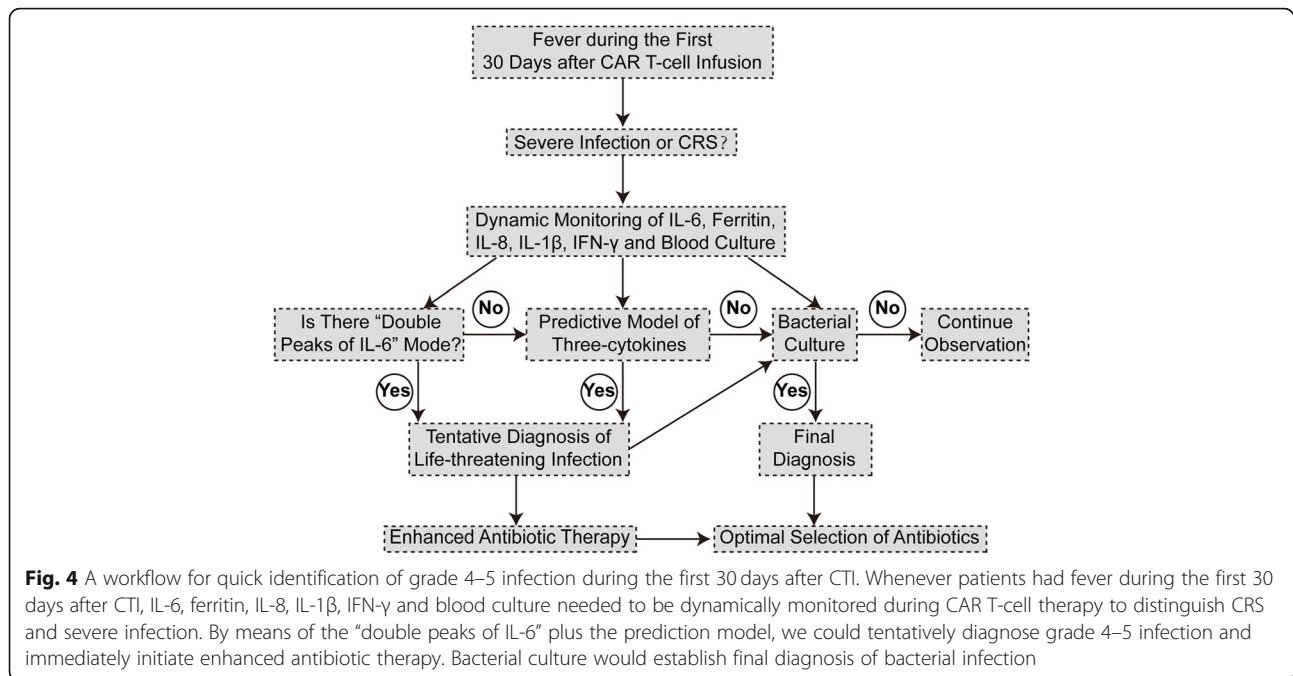 Fever during the First
30 Days after CAR T-cell Infusion
Severe Infection or CRS?
Dynamic Monitoring of IL-6, Ferritin,
IL-8, IL-1β, IFN-γ and Blood Culture
Is There “Double
Peaks of IL-6” Mode?
No
Predictive Model of
Three-cytokines
No
Bacterial
Culture
No
Continue
Observation
Yes
Yes
Yes
Tentative Diagnosis of
Life-threatening Infection
Final
Diagnosis
Enhanced Antibiotic Therapy
Optimal Selection of Antibiotics
Fig. 4 A workflow for quick identification of grade 4–5 infection during the first 30 days after CTI. Whenever patients had fever during the first 30
days after CTI, IL-6, ferritin, IL-8, IL-1β, IFN-γ and blood culture needed to be dynamically monitored during CAR T-cell therapy to distinguish CRS
and severe infection. By means of the “double peaks of IL-6” plus the prediction model, we could tentatively diagnose grade 4–5 infection and
immediately initiate enhanced antibiotic therapy. Bacterial culture would establish final diagnosis of bacterial infection